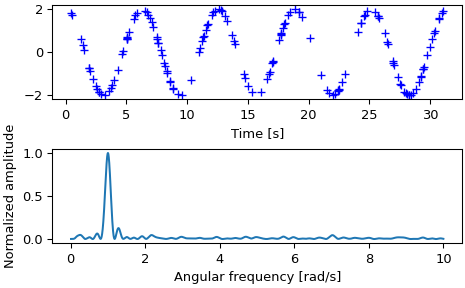 2
0
−2
0 5 10 15 20 25 30
Time [s]
Normalized amplitude
1.0
0.5
0.0
0 2 4 6 8 10
Angular frequency [rad/s]